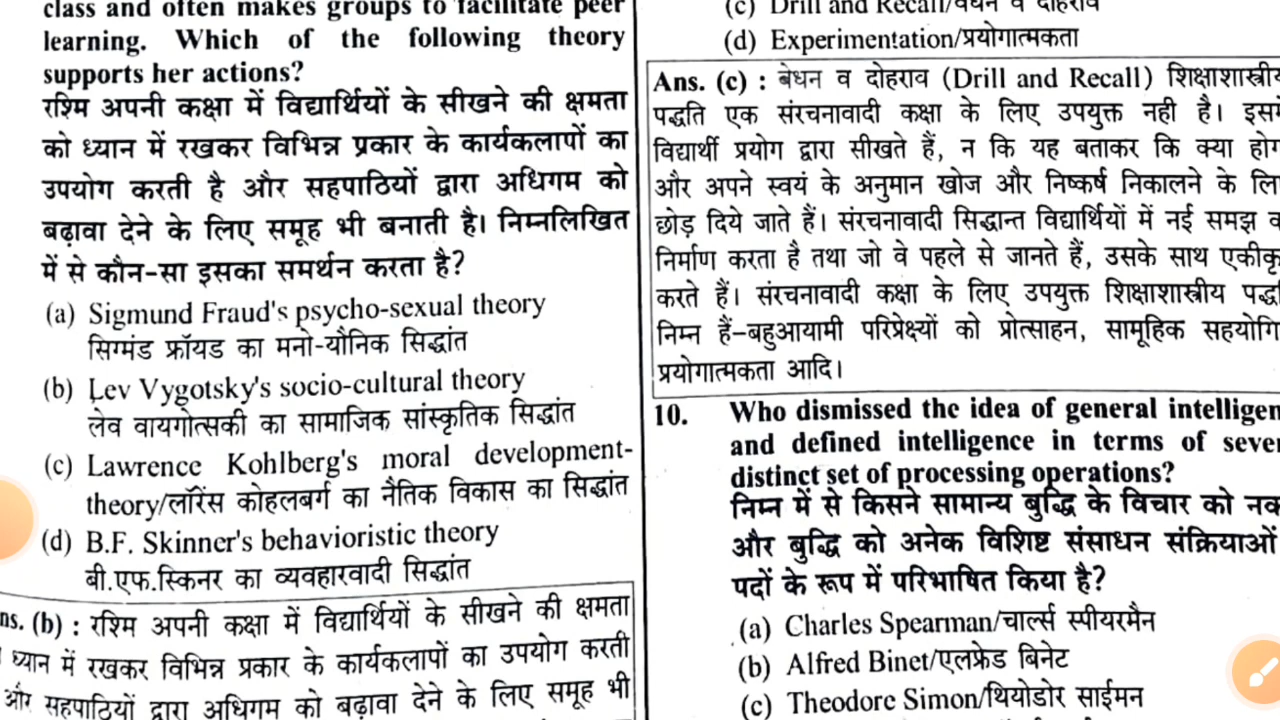 class and often makes groups to facilitate peer
learning. Which of the following theory
supports her actions?
रश्मि अपनी कक्षा में विद्यार्थियों के सीखने की क्षमता
को ध्यान में रखकर विभिन्न प्रकार के कार्यकलापों का
उपयोग करती है और सहपाठियों द्वारा अधिगम को
बढ़ावा देने के लिए समूह भी बनाती है। निम्नलिखित
में से कौन-सा इसका समर्थन करता है?
(a) Sigmund Fraud's psycho-sexual theory
सिग्मंड फ्रॉयड का मनो-यौनिक सिद्धांत
(b) Lev Vygotsky's socio-cultural theory
लेव वायगोत्सकी का सामाजिक सांस्कृतिक सिद्धांत
(c) Lawrence Kohlberg's moral development-
theory/लॉरेंस कोहलबर्ग का नैतिक विकास का सिद्धांत
(d) B.F. Skinner's behavioristic theory
बी.एफ.स्किनर का व्यवहारवादी सिद्धांत
ns. (b) : रश्मि अपनी कक्षा में विद्यार्थियों के सीखने की क्षमता
ध्यान में रखकर विभिन्न प्रकार के कार्यकलापों का उपयोग करती
और सहपाठियों द्वारा अधिगम को बढ़ावा देने के लिए समूह भी
(c) Drill and Recall/बेधन व दोहराव
(d) Experimentation/प्रयोगात्मकता
Ans. (c) : बेधन व दोहराव (Drill and Recall) शिक्षाशास्त्रीय
पद्धति एक संरचनावादी कक्षा के लिए उपयुक्त नही है। इसमें
विद्यार्थी प्रयोग द्वारा सीखते हैं, न कि यह बताकर कि क्या होग
और अपने स्वयं के अनुमान खोज और निष्कर्ष निकालने के लि
छोड़ दिये जाते हैं। संरचनावादी सिद्धान्त विद्यार्थियों में नई समझ क
निर्माण करता है तथा जो वे पहले से जानते हैं, उसके साथ एकीकृ
करते हैं। संरचनावादी कक्षा के लिए उपयुक्त शिक्षाशास्त्रीय पद्ध
निम्न हैं-बहुआयामी परिप्रेक्ष्यों को प्रोत्साहन, सामूहिक सहयोगि
प्रयोगात्मकता आदि।
10. Who dismissed the idea of general intelligen
and defined intelligence in terms of sever
distinct set of processing operations?
निम्न में से किसने सामान्य बुद्धि के विचार को नक
और बुद्धि को अनेक विशिष्ट संसाधन संक्रियाओं
पदों के रूप में परिभाषित किया है?
(a) Charles Spearman/चार्ल्स स्पीयरमैन
(b) Alfred Binet/एलफ्रेड बिनेट
(c) Theodore Simon/थियोडोर साईमन